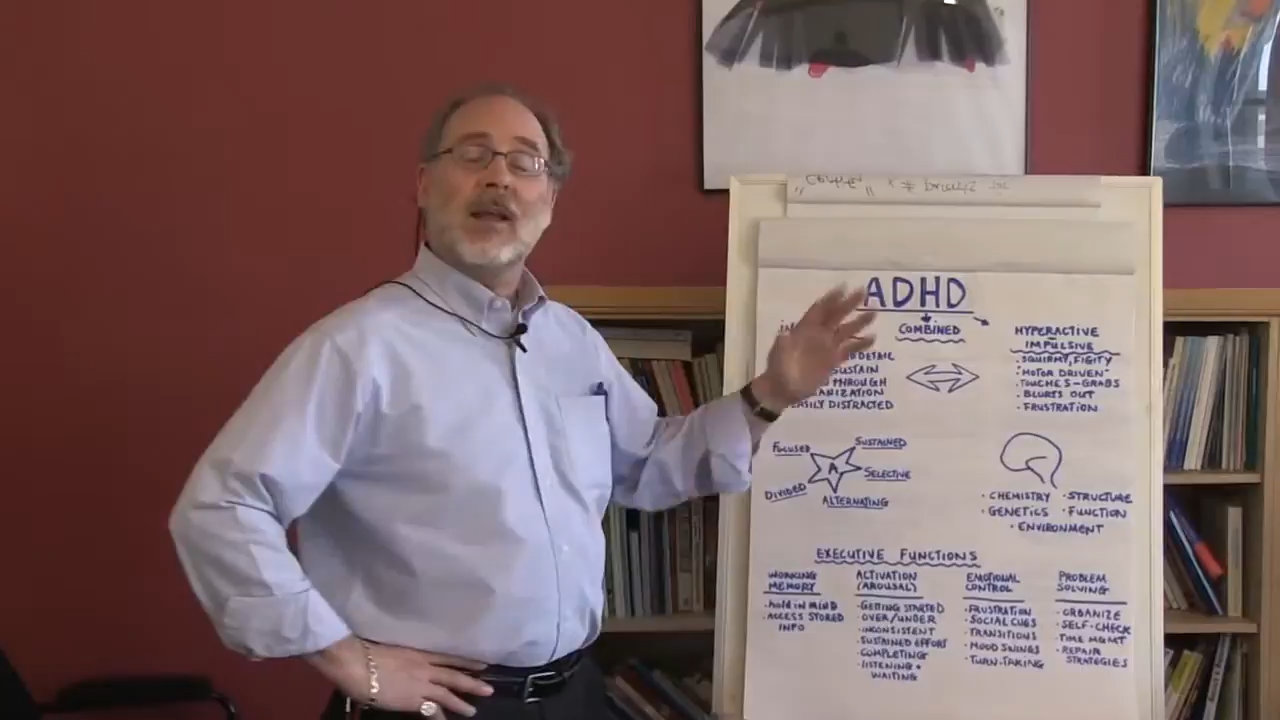 ADHD
COMBINED
HYPERACTIVE
IMPULSIVE
DETAIL
· SQUIRMY, FIGITY
SUSTAIN
· "MOTOR DRIVEN"
THROUGH
· TOUCHES - GRABS
· BLURTS OUT
EASILY DISTRACTED
· FRUSTRATION
FOCUSED
SUSTAINED
A
SELECTIVE
DIVIDED
ALTERNATING
· CHEMISTRY · STRUCTURE
· GENETICS · FUNCTION
· ENVIRONMENT
EXECUTIVE FUNCTIONS
WORKING
MEMORY
· HOLD IN MIND
· ACCESS STORED
INFO
ACTIVATION
(AROUSAL)
· GETTING STARTED
· OVER/UNDER
· INCONSISTENT
· SUSTAINED EFFORT
· COMPLETING
· LISTENING +
WAITING
EMOTIONAL
CONTROL
· FRUSTRATION
· SOCIAL CUES
· TRANSITIONS
· MOOD SWINGS
· TURN-TAKING
PROBLEM
SOLVING
· ORGANIZE
· SELF-CHECK
· TIME MGMT
· REPAIR
STRATEGIES